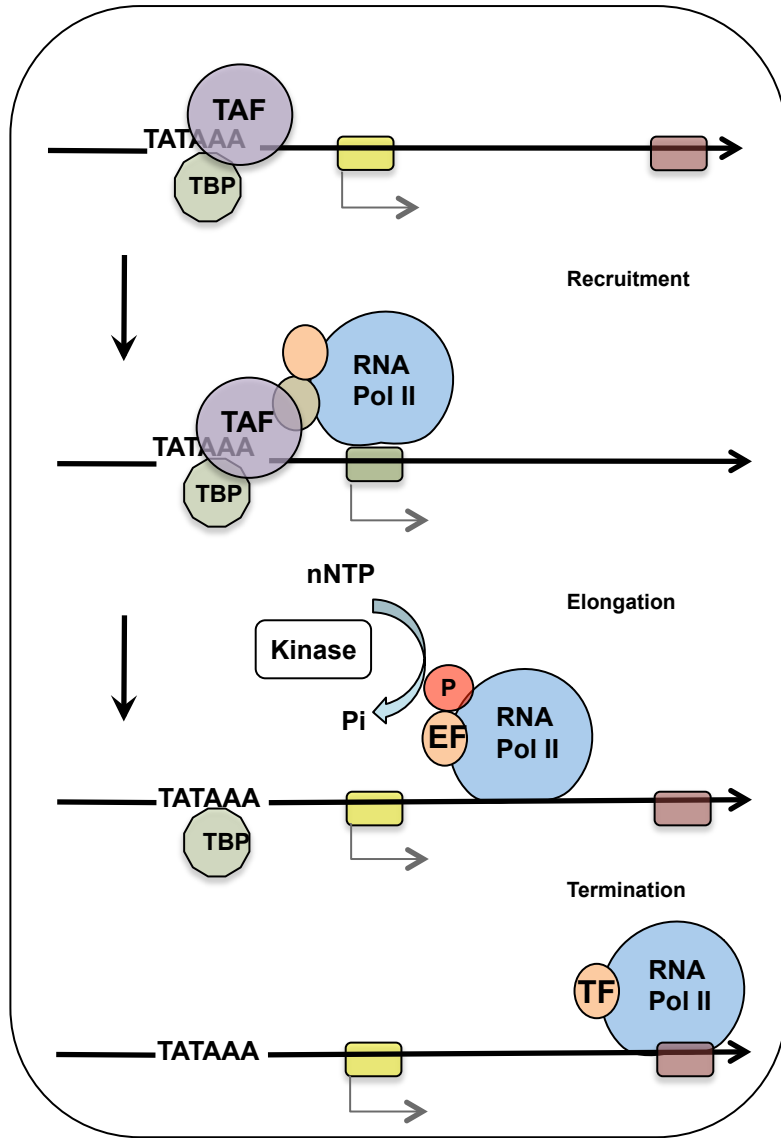 TAF
TATAAA
TBP
Recruitment
RNA
Pol II
TAF
TATAAA
TBP
nNTP
Elongation
Kinase
P
Pi
EF
RNA
Pol II
TATAAA
TBP
Termination
TF
RNA
Pol II
TATAAA